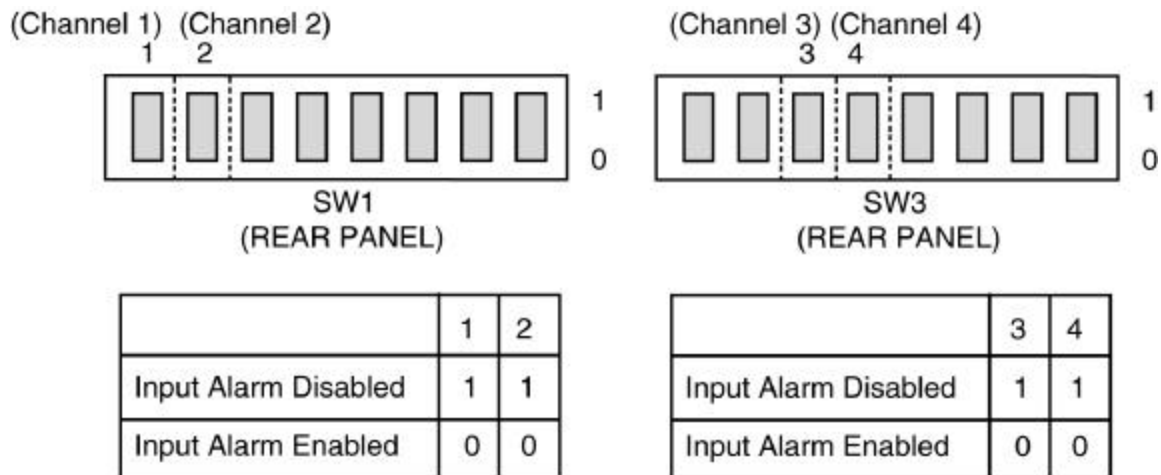 (Channel 1) (Channel 2)
1 2
1
0
SW1
(REAR PANEL)
(Channel 3) (Channel 4)
3 4
1
0
SW3
(REAR PANEL)
1 2
Input Alarm Disabled 1 1
Input Alarm Enabled 0 0
3 4
Input Alarm Disabled 1 1
Input Alarm Enabled 0 0